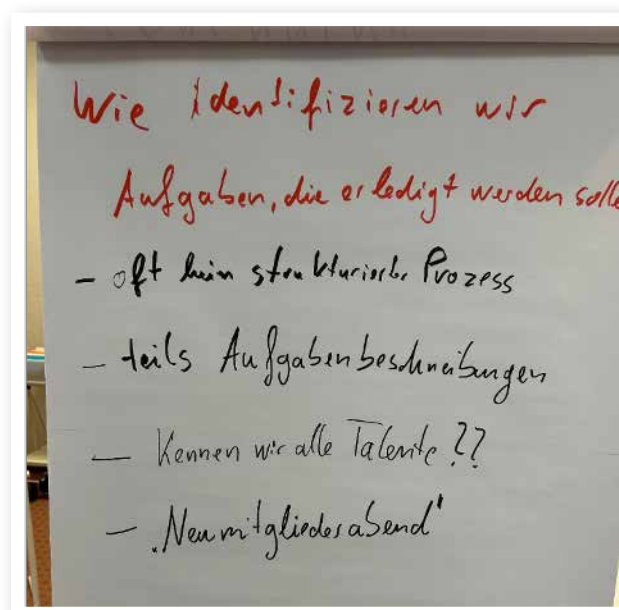 Wie Identifizieren wir
Aufgaben, die erledigt werden solle
- oft kein strukturierter Prozess
- teils Aufgabenbeschreibungen
- Kennen wir alle Talente ??
- „Neumitgliederabend"